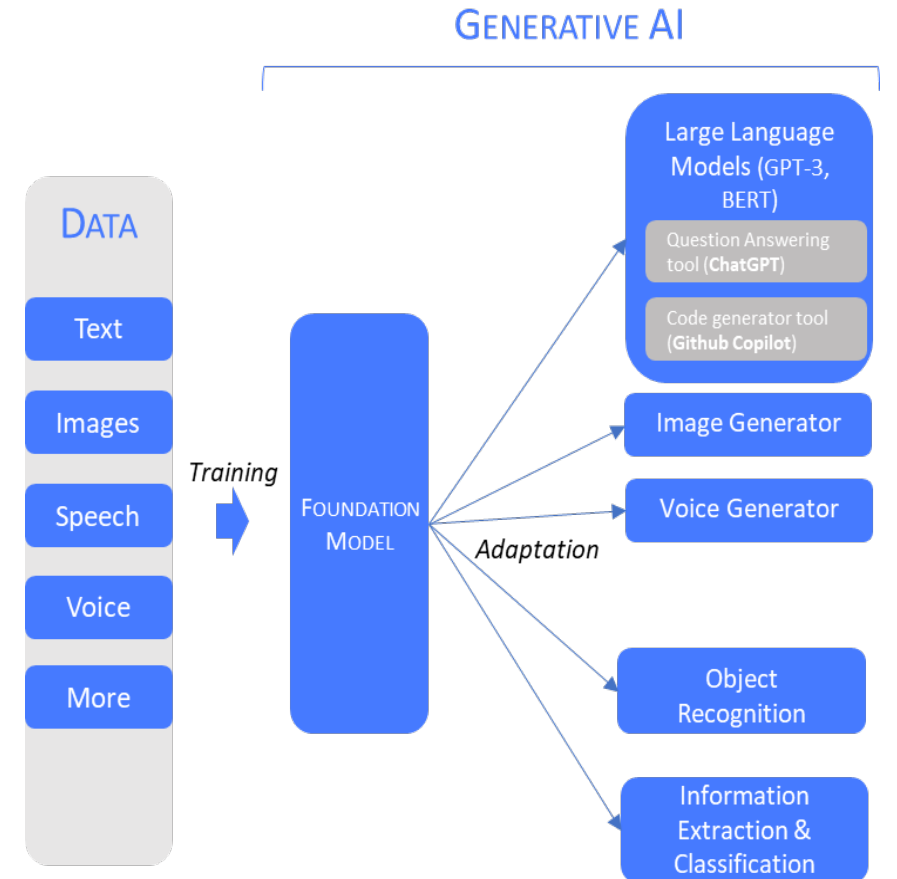 GENERATIVE AI
DATA
Text
Images
Speech
Voice
More
Training
FOUNDATION
MODEL
Adaptation
Large Language
Models (GPT-3,
BERT)
Question Answering
tool (ChatGPT)
Code generator tool
(Github Copilot)
Image Generator
Voice Generator
Object
Recognition
Information
Extraction &
Classification